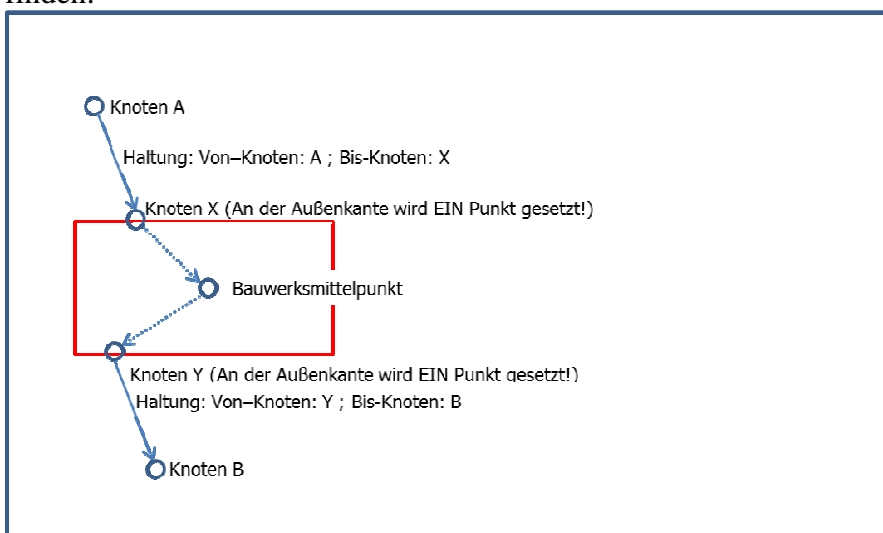 finden.
Knoten A
Haltung: Von–Knoten: A ; Bis-Knoten: X
Knoten X (An der Außenkante wird EIN Punkt gesetzt!)
Bauwerksmittelpunkt
Knoten Y (An der Außenkante wird EIN Punkt gesetzt!)
Haltung: Von–Knoten: Y ; Bis-Knoten: B
Knoten B